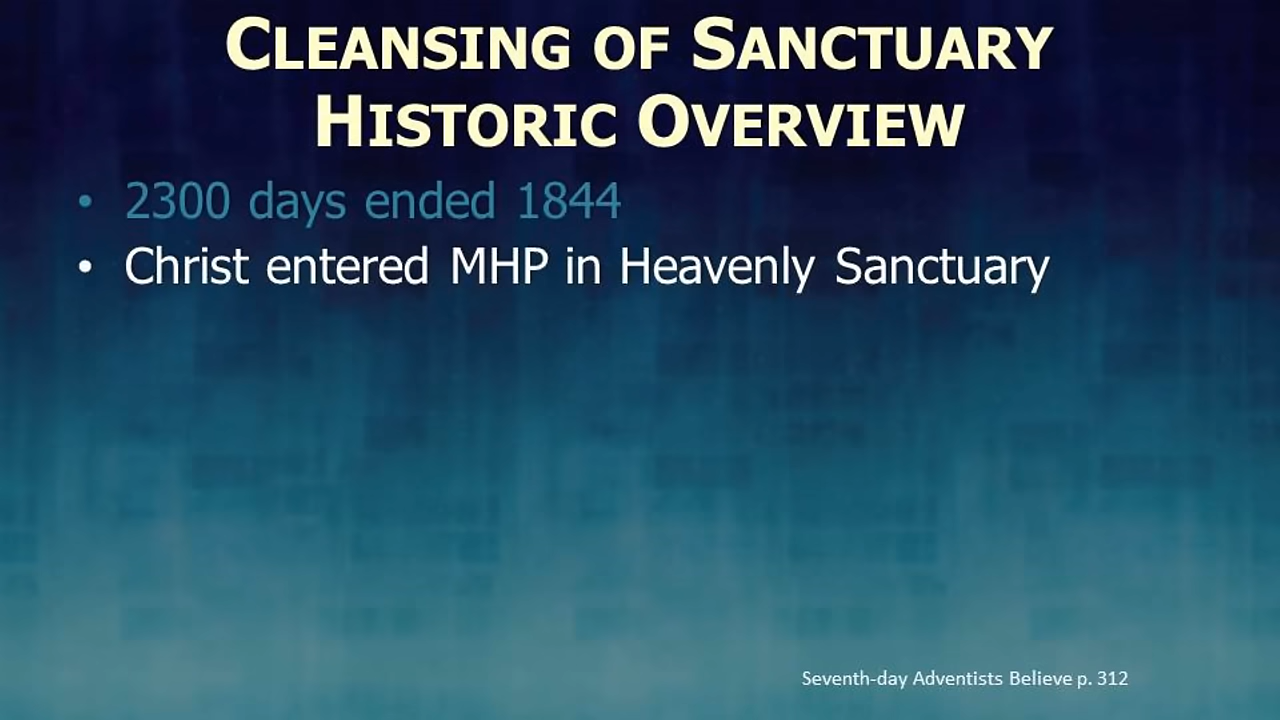 CLEANSING OF SANCTUARY
HISTORIC OVERVIEW
• 2300 days ended 1844
• Christ entered MHP in Heavenly Sanctuary
Seventh-day Adventists Believe p. 312